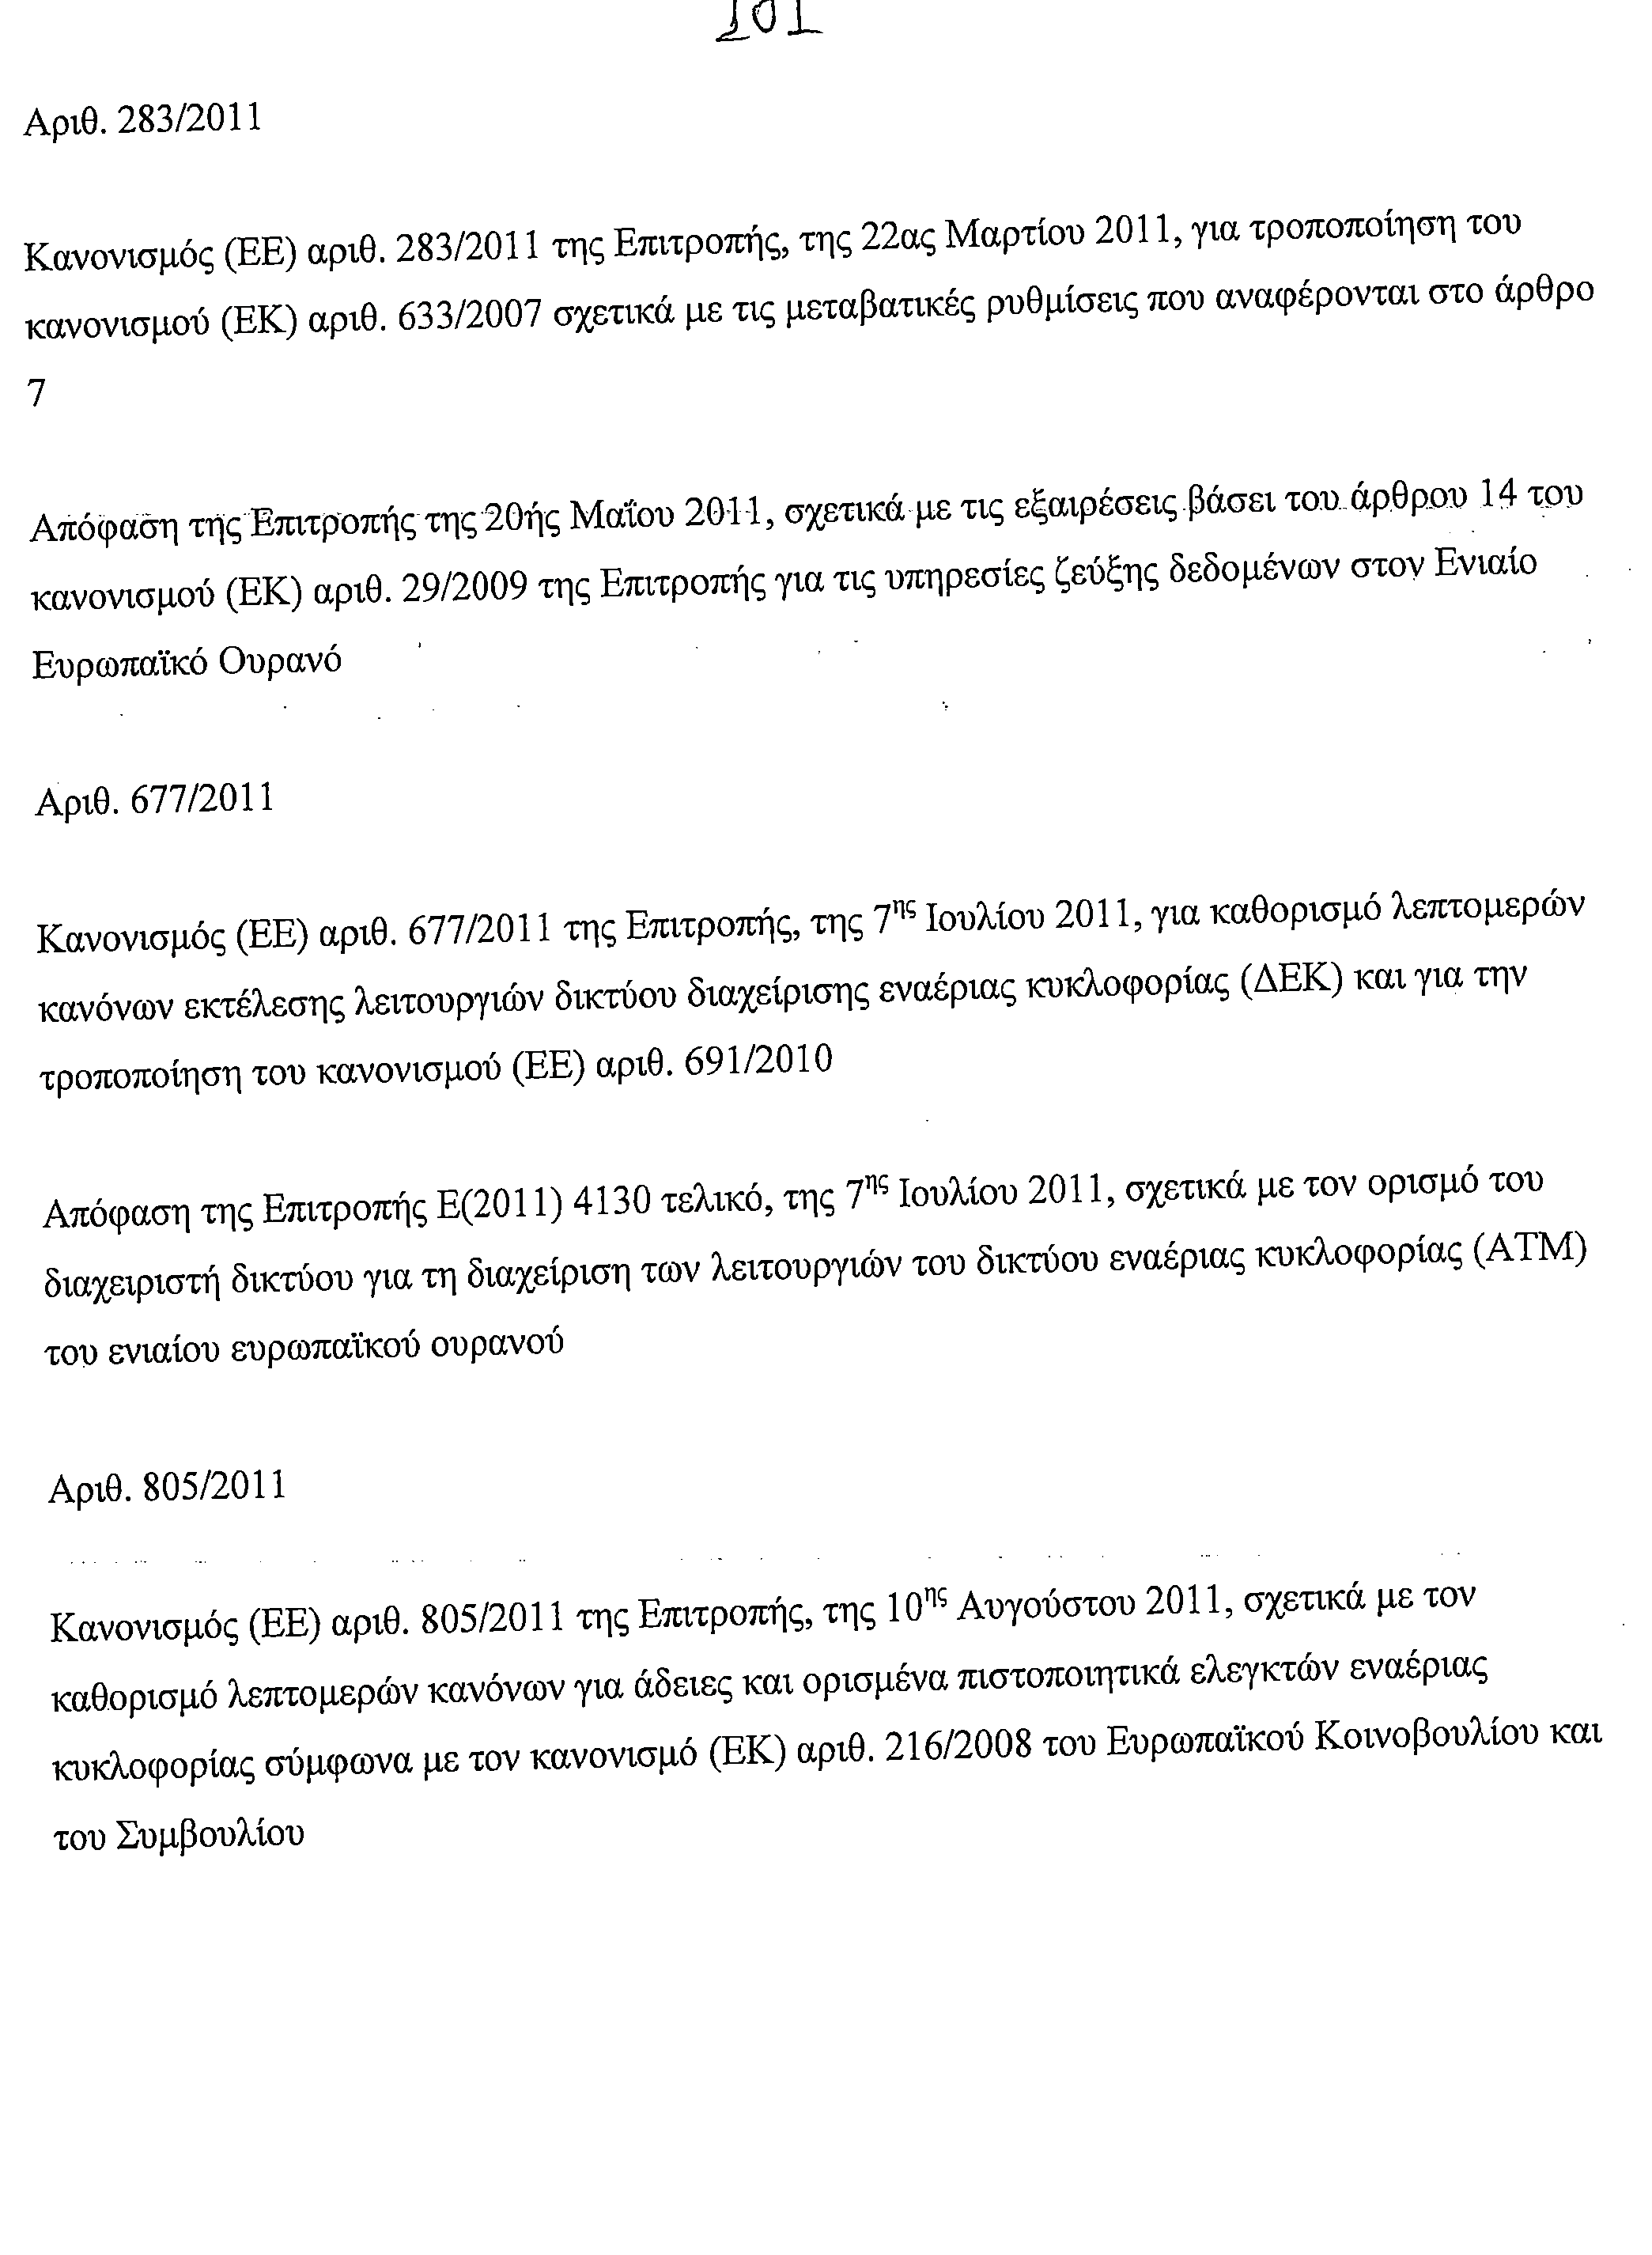 101
Αριθ. 283/2011
Κανονισμός (ΕΕ) αριθ. 283/2011 της Επιτροπής, της 22ας Μαρτίου 2011, για τροποποίηση του
κανονισμού (ΕΚ) αριθ. 633/2007 σχετικά με τις μεταβατικές ρυθμίσεις που αναφέρονται στο άρθρο
7
Απόφαση της Επιτροπής της 20ής Μαΐου 2011, σχετικά με τις εξαιρέσεις βάσει του άρθρου 14 του
κανονισμού (ΕΚ) αριθ. 29/2009 της Επιτροπής για τις υπηρεσίες ζεύξης δεδομένων στον Ενιαίο
Ευρωπαϊκό Ουρανό
Αριθ. 677/2011
Κανονισμός (ΕΕ) αριθ. 677/2011 της Επιτροπής, της 7ης Ιουλίου 2011, για καθορισμό λεπτομερών
κανόνων εκτέλεσης λειτουργιών δικτύου διαχείρισης εναέριας κυκλοφορίας (ΔΕΚ) και για την
τροποποίηση του κανονισμού (ΕΕ) αριθ. 691/2010
Απόφαση της Επιτροπής Ε(2011) 4130 τελικό, της 7ης Ιουλίου 2011, σχετικά με τον ορισμό του
διαχειριστή δικτύου για τη διαχείριση των λειτουργιών του δικτύου εναέριας κυκλοφορίας (ΑΤΜ)
του ενιαίου ευρωπαϊκού ουρανού
Αριθ. 805/2011
Κανονισμός (ΕΕ) αριθ. 805/2011 της Επιτροπής, της 10ης Αυγούστου 2011, σχετικά με τον
καθορισμό λεπτομερών κανόνων για άδειες και ορισμένα πιστοποιητικά ελεγκτών εναέριας
κυκλοφορίας σύμφωνα με τον κανονισμό (ΕΚ) αριθ. 216/2008 του Ευρωπαϊκού Κοινοβουλίου και
του Συμβουλίου